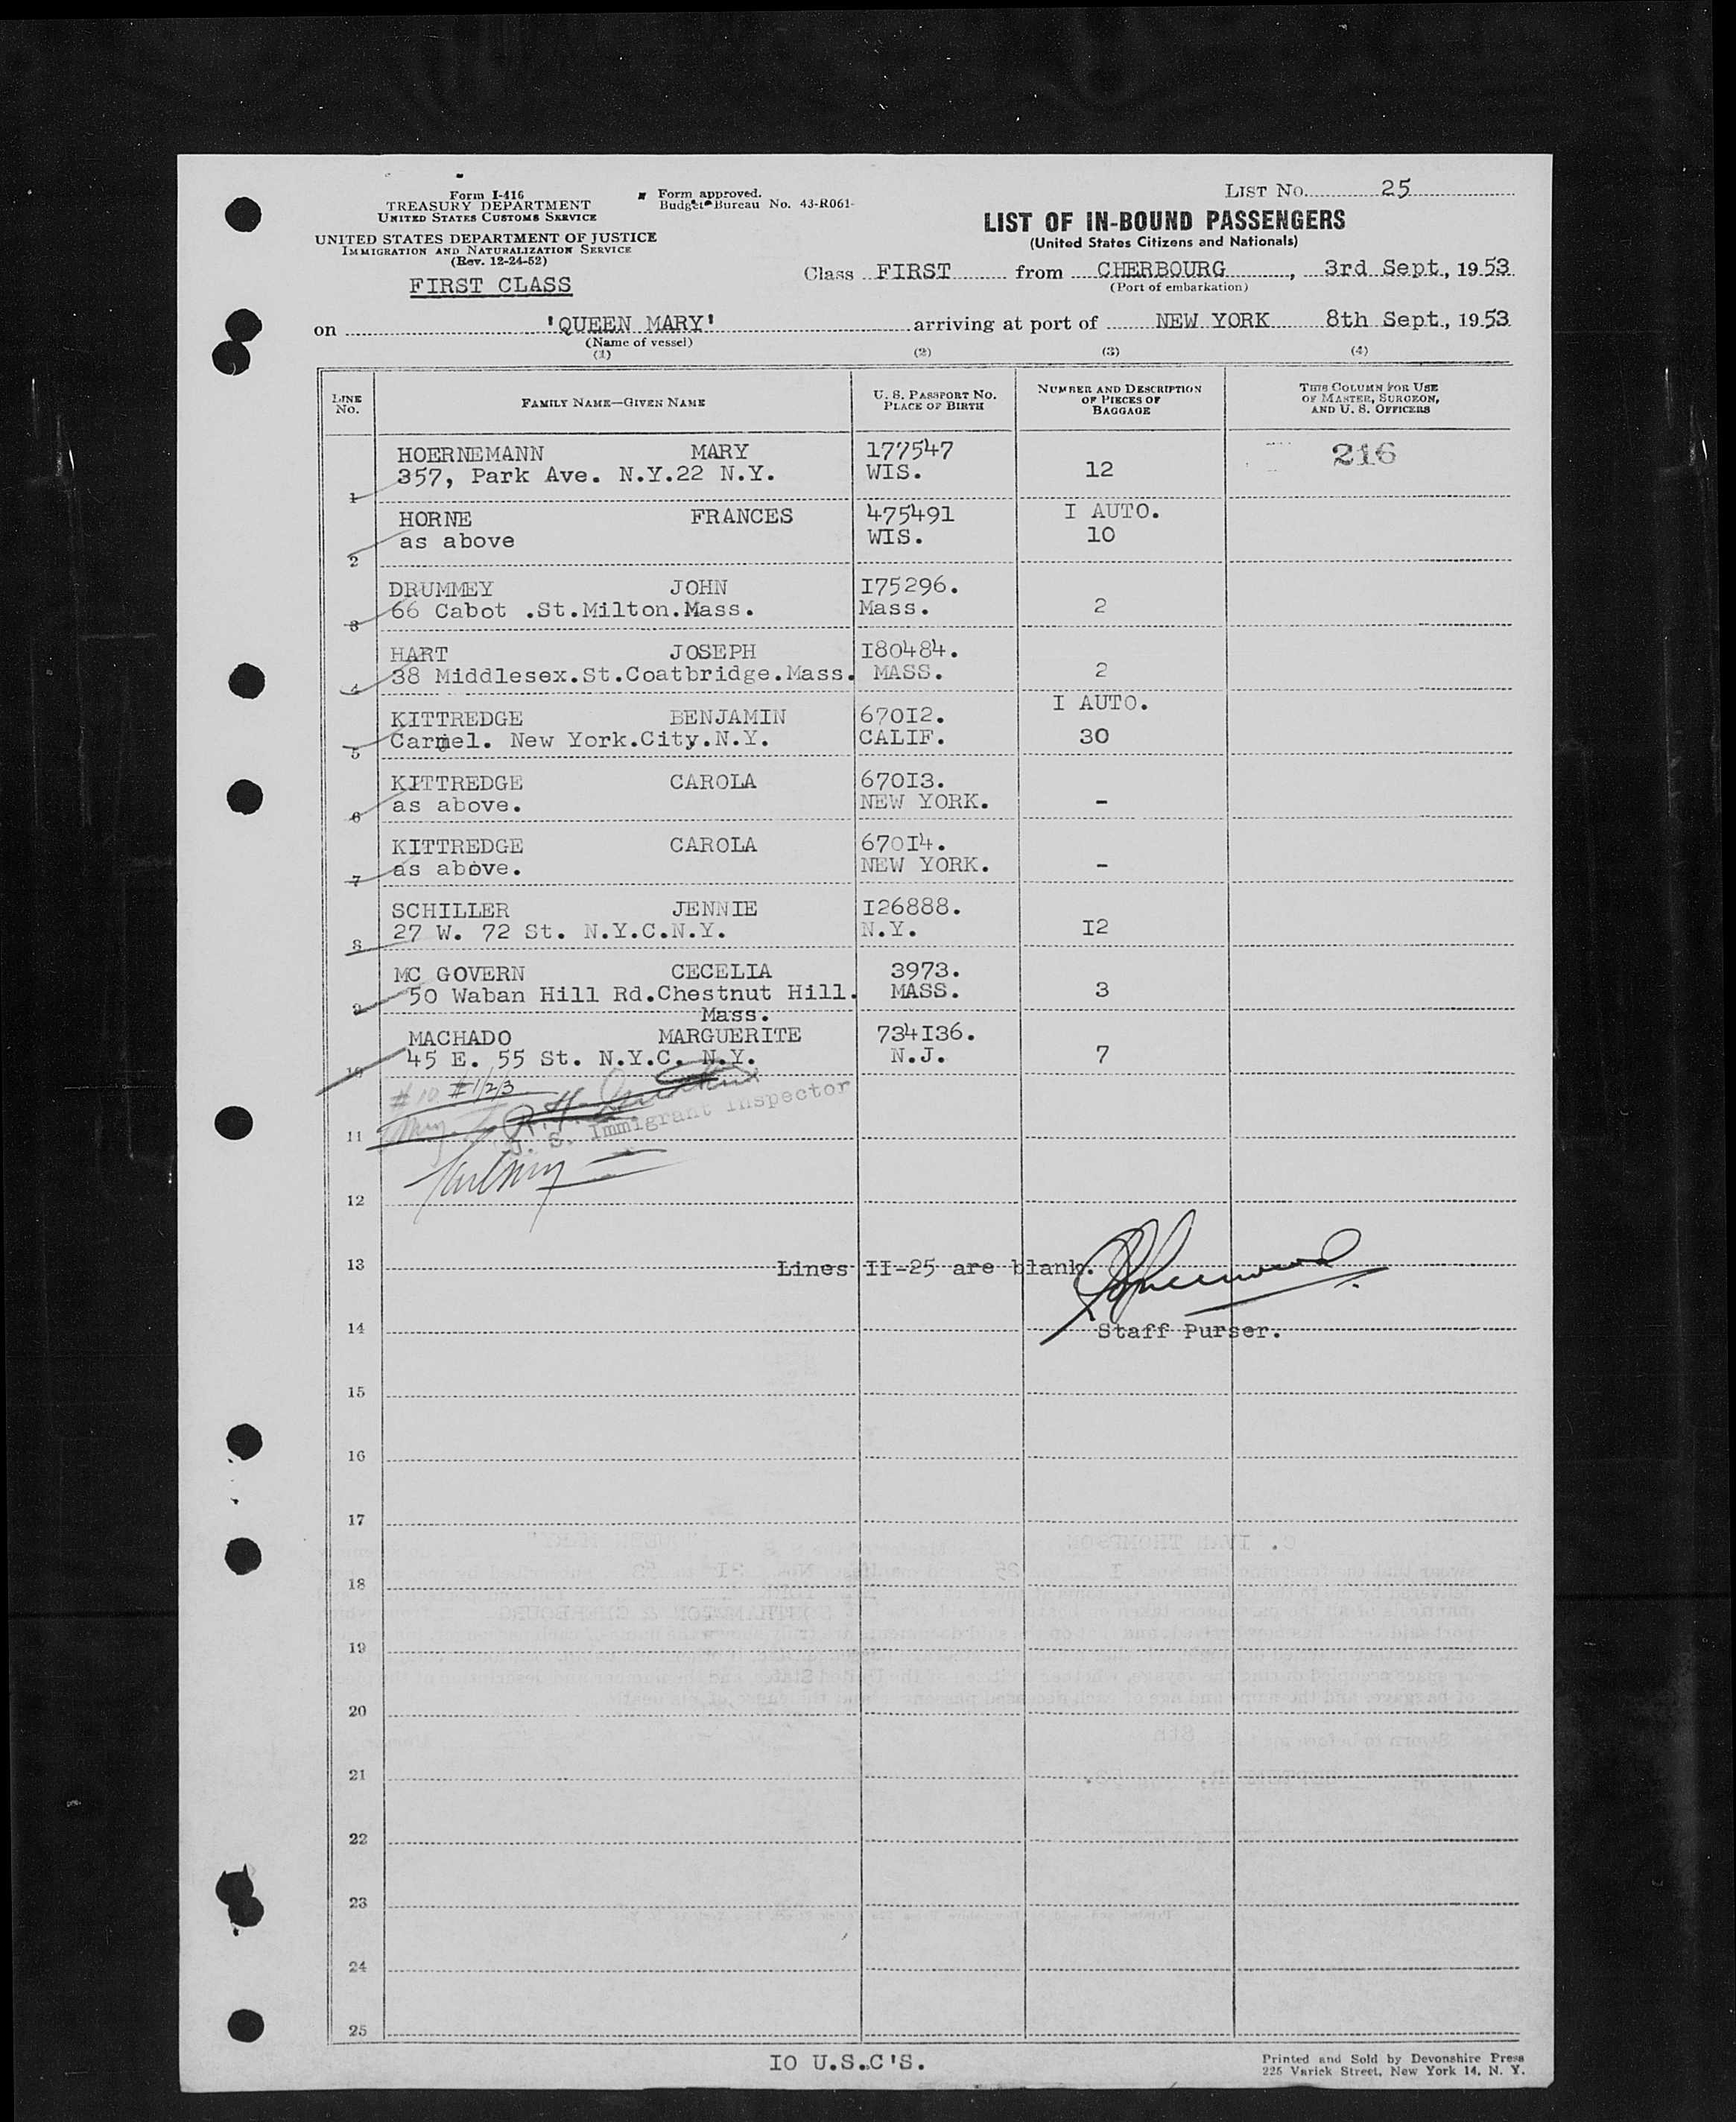 LIST No. 25
Form I-416
TREASURY DEPARTMENT
UNITED STATES CUSTOMS SERVICE
Form approved.
Budget Bureau No. 43-R061-
UNITED STATES DEPARTMENT OF JUSTICE
IMMIGRATION AND NATURALIZATION SERVICE
(Rev. 12-24-52)
FIRST CLASS
LIST OF IN-BOUND PASSENGERS
(United States Citizens and Nationals)
Class FIRST from CHERBOURG, 3rd Sept., 1953
(Port of embarkation)
on 'QUEEN MARY' arriving at port of NEW YORK 8th Sept., 1953
(Name of vessel)
(1) (2) (3) (4)
LINE No. FAMILY NAME—GIVEN NAME U. S. PASSPORT NO. PLACE OF BIRTH NUMBER AND DESCRIPTION OF PIECES OF BAGGAGE THIS COLUMN FOR USE OF MASTER, SURGEON, AND U. S. OFFICERS
HOERNEMANN MARY 177547 216
357, Park Ave. N.Y.22 N.Y. WIS. 12
1
HORNE FRANCES 475491 I AUTO.
as above WIS. 10
2
DRUMMEY JOHN I75296.
66 Cabot .St.Milton.Mass. Mass. 2
3
HART JOSEPH I80484.
38 Middlesex.St.Coatbridge.Mass. MASS. 2
4
KITTREDGE BENJAMIN 670I2. I AUTO.
Carmel. New York.City.N.Y. CALIF. 30
5
KITTREDGE CAROLA 670I3.
as above. NEW YORK. -
6
KITTREDGE CAROLA 670I4.
as above. NEW YORK. -
7
SCHILLER JENNIE I26888.
27 W. 72 St. N.Y.C.N.Y. N.Y. I2
8
MC GOVERN CECELIA 3973.
50 Waban Hill Rd.Chestnut Hill. MASS. 3
9
Mass.
MACHADO MARGUERITE 734I36.
45 E. 55 St. N.Y.C. N.Y. N.J. 7
10
#10 #1/2/3
U. S. Immigrant Inspector
11
12
13 Lines II-25 are blank.
14 Staff Purser.
15
16
17
18
19
20
21
22
23
24
25
IO U.S.C'S.
Printed and Sold by Devonshire Press
225 Varick Street, New York 14, N. Y.